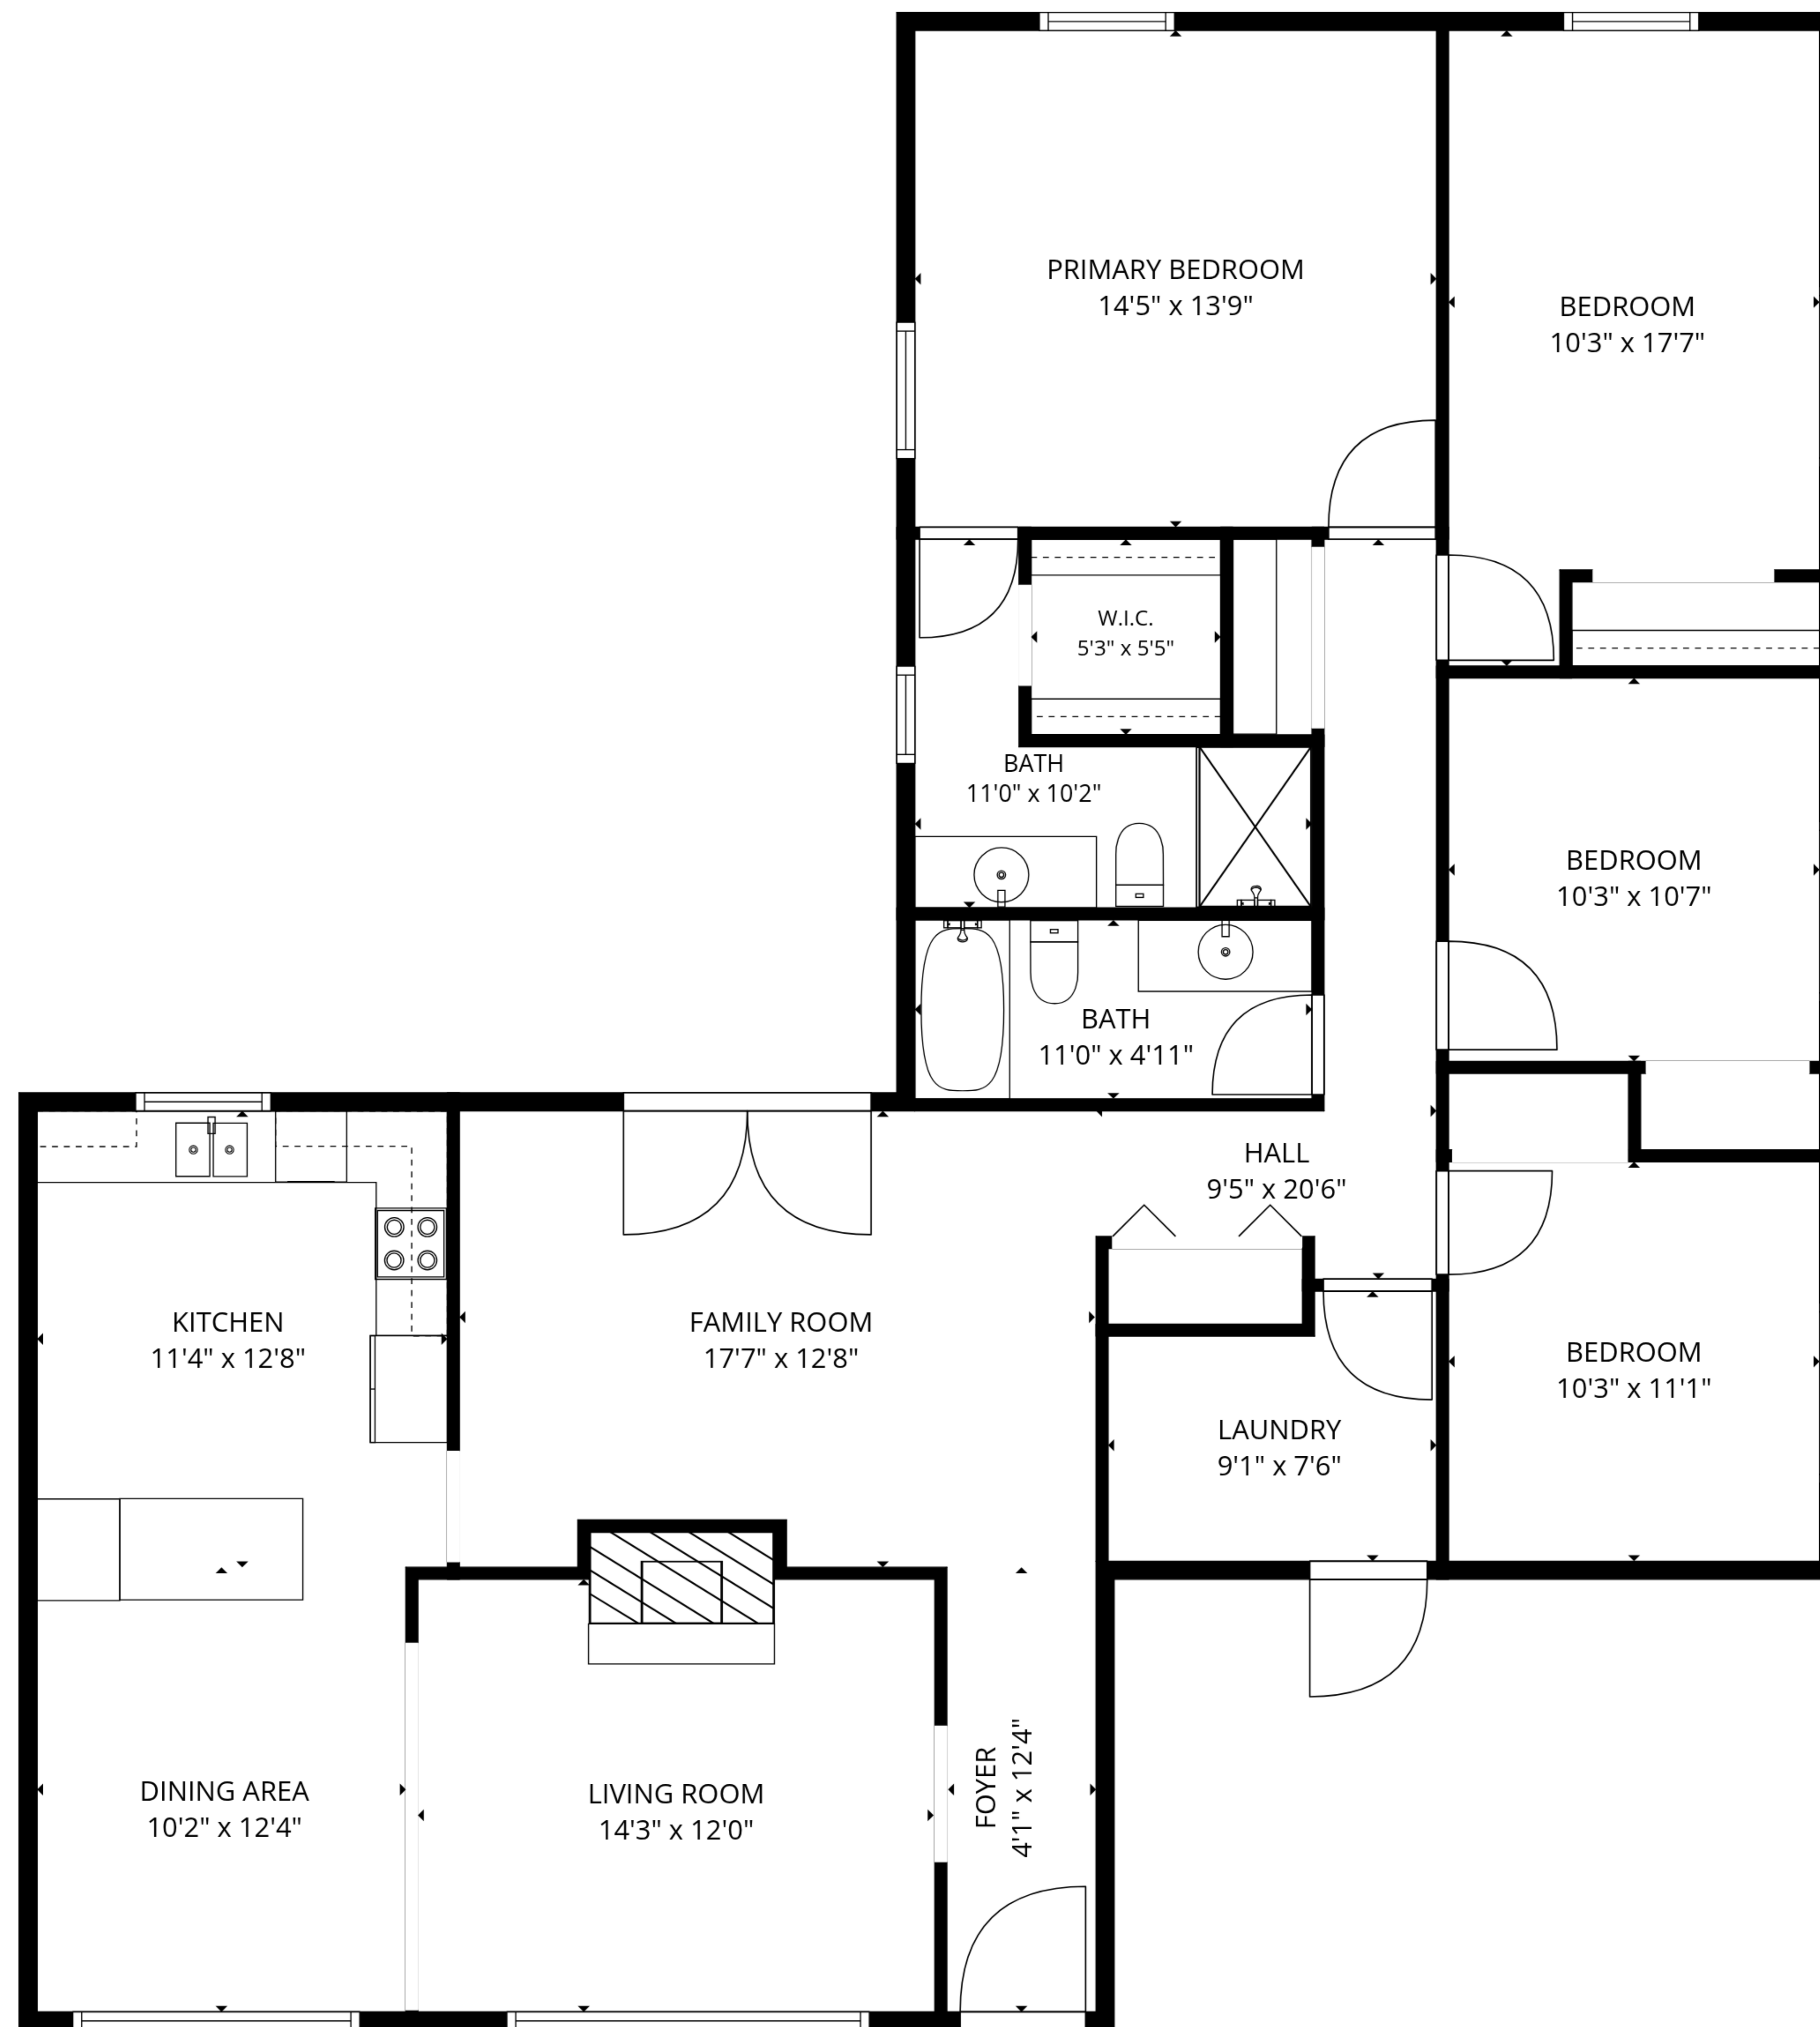 PRIMARY BEDROOM
14'5" x 13'9"
BEDROOM
10'3" x 17'7"
W.I.C.
5'3" x 5'5"
BATH
11'0" x 10'2"
BEDROOM
10'3" x 10'7"
BATH
11'0" x 4'11"
HALL
9'5" x 20'6"
KITCHEN
11'4" x 12'8"
FAMILY ROOM
17'7" x 12'8"
BEDROOM
10'3" x 11'1"
LAUNDRY
9'1" x 7'6"
DINING AREA
10'2" x 12'4"
LIVING ROOM
14'3" x 12'0"
FOYER
4'1" x 12'4"